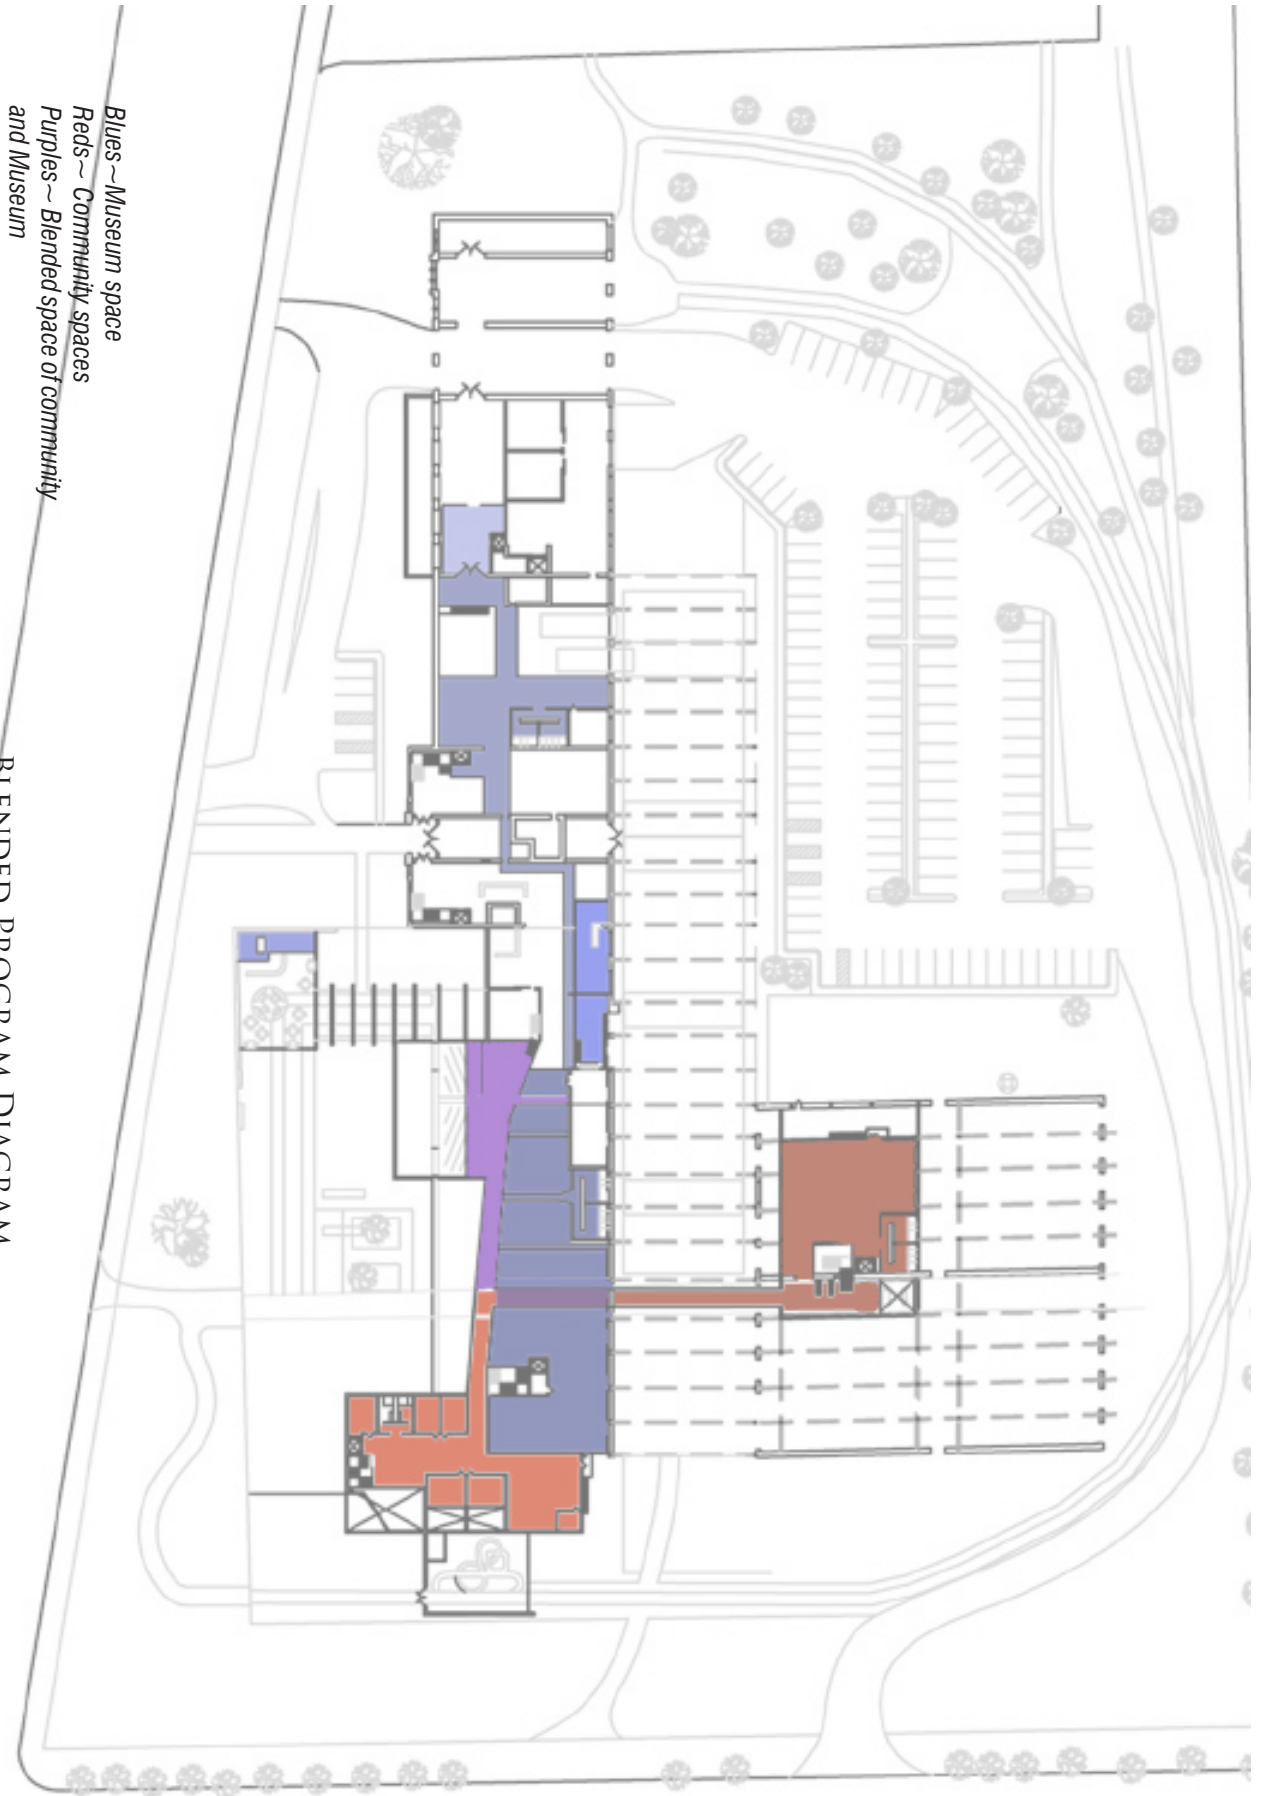 Blues~Museum space
Reds~ Community spaces
Purples~ Blended space of community
and Museum
BLENDED PROGRAM DIAGRAM